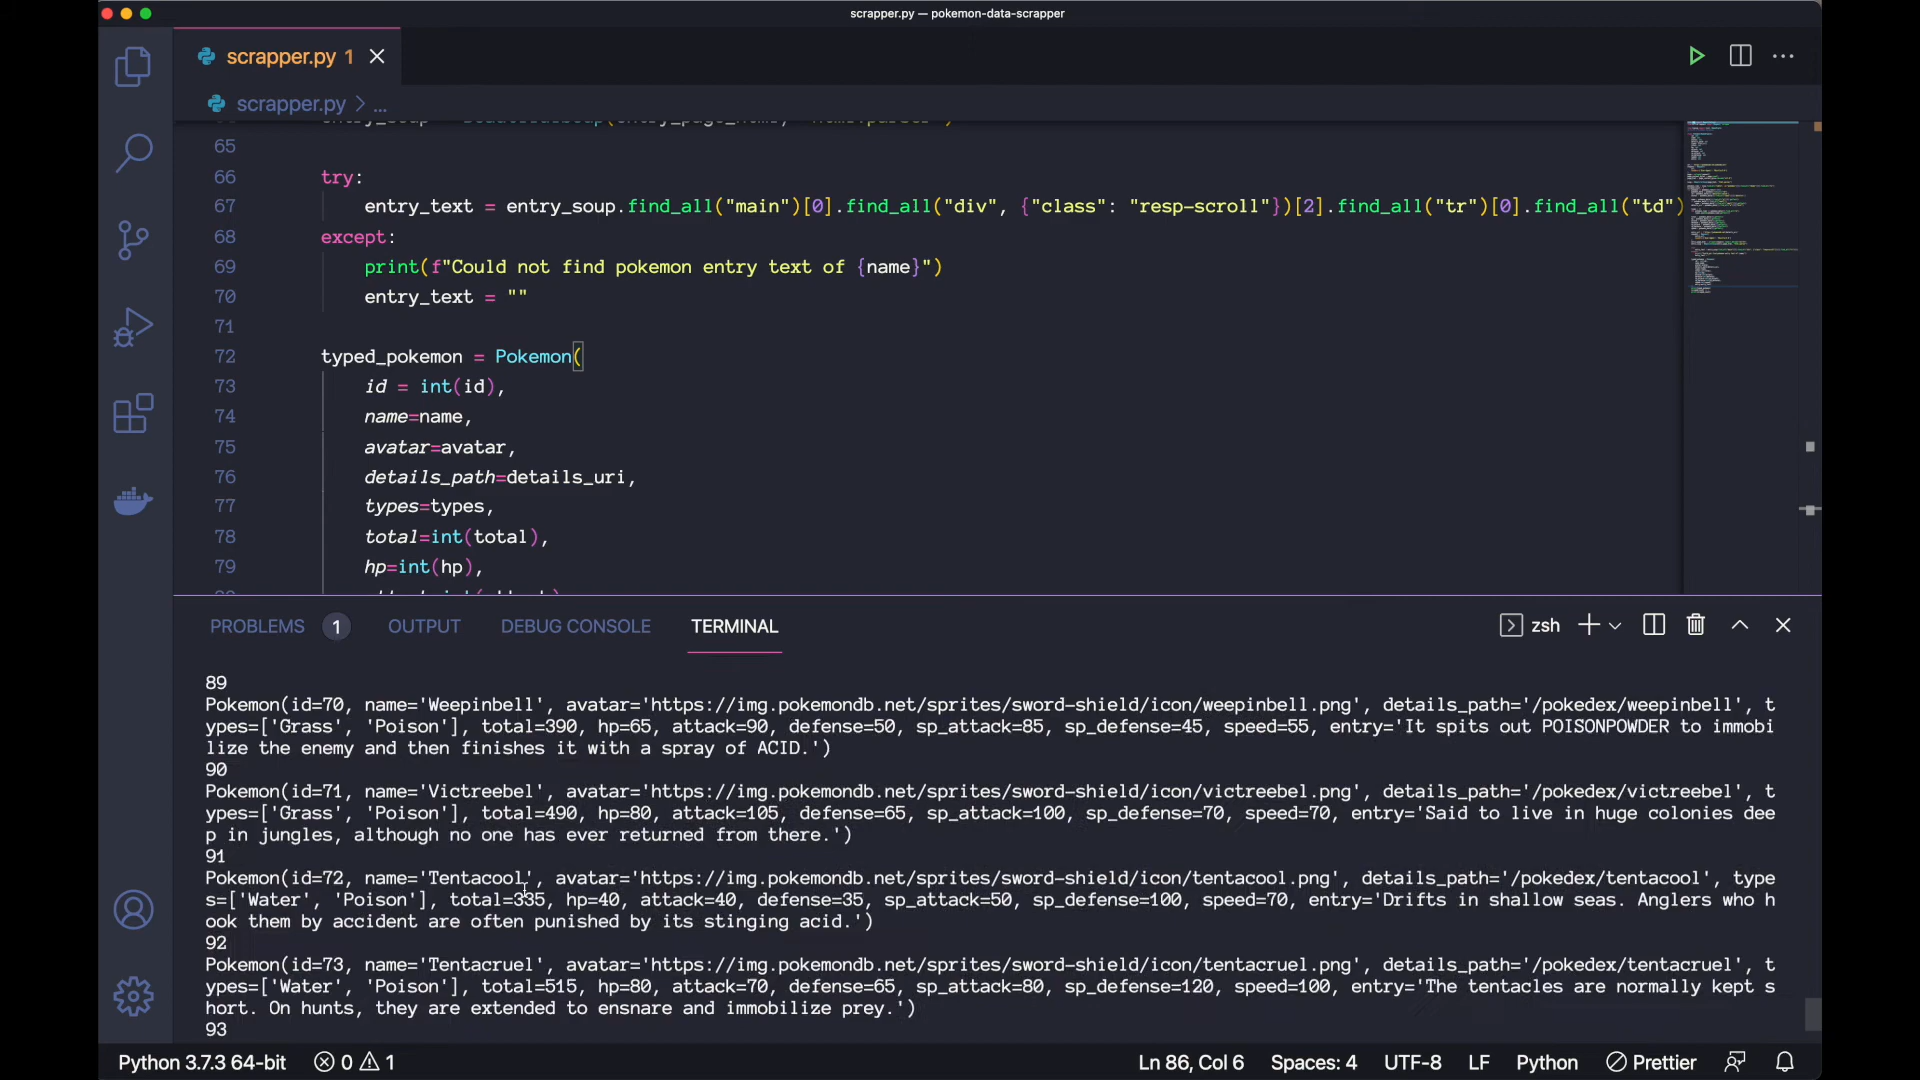 scrapper.py — pokemon-data-scrapper
scrapper.py 1
scrapper.py > ...
65
66 try:
67 entry_text = entry_soup.find_all("main")[0].find_all("div", {"class": "resp-scroll"})[2].find_all("tr")[0].find_all("td")
68 except:
69 print(f"Could not find pokemon entry text of {name}")
70 entry_text = ""
71
72 typed_pokemon = Pokemon(
73 id = int(id),
74 name=name,
75 avatar=avatar,
76 details_path=details_uri,
77 types=types,
78 total=int(total),
79 hp=int(hp),
PROBLEMS 1 OUTPUT DEBUG CONSOLE TERMINAL zsh
89
Pokemon(id=70, name='Weepinbell', avatar='https://img.pokemondb.net/sprites/sword-shield/icon/weepinbell.png', details_path='/pokedex/weepinbell', t
ypes=['Grass', 'Poison'], total=390, hp=65, attack=90, defense=50, sp_attack=85, sp_defense=45, speed=55, entry='It spits out POISONPOWDER to immobi
lize the enemy and then finishes it with a spray of ACID.')
90
Pokemon(id=71, name='Victreebel', avatar='https://img.pokemondb.net/sprites/sword-shield/icon/victreebel.png', details_path='/pokedex/victreebel', t
ypes=['Grass', 'Poison'], total=490, hp=80, attack=105, defense=65, sp_attack=100, sp_defense=70, speed=70, entry='Said to live in huge colonies dee
p in jungles, although no one has ever returned from there.')
91
Pokemon(id=72, name='Tentacool', avatar='https://img.pokemondb.net/sprites/sword-shield/icon/tentacool.png', details_path='/pokedex/tentacool', type
s=['Water', 'Poison'], total=335, hp=40, attack=40, defense=35, sp_attack=50, sp_defense=100, speed=70, entry='Drifts in shallow seas. Anglers who h
ook them by accident are often punished by its stinging acid.')
92
Pokemon(id=73, name='Tentacruel', avatar='https://img.pokemondb.net/sprites/sword-shield/icon/tentacruel.png', details_path='/pokedex/tentacruel', t
ypes=['Water', 'Poison'], total=515, hp=80, attack=70, defense=65, sp_attack=80, sp_defense=120, speed=100, entry='The tentacles are normally kept s
hort. On hunts, they are extended to ensnare and immobilize prey.')
93
Python 3.7.3 64-bit 0 1 Ln 86, Col 6 Spaces: 4 UTF-8 LF Python Prettier